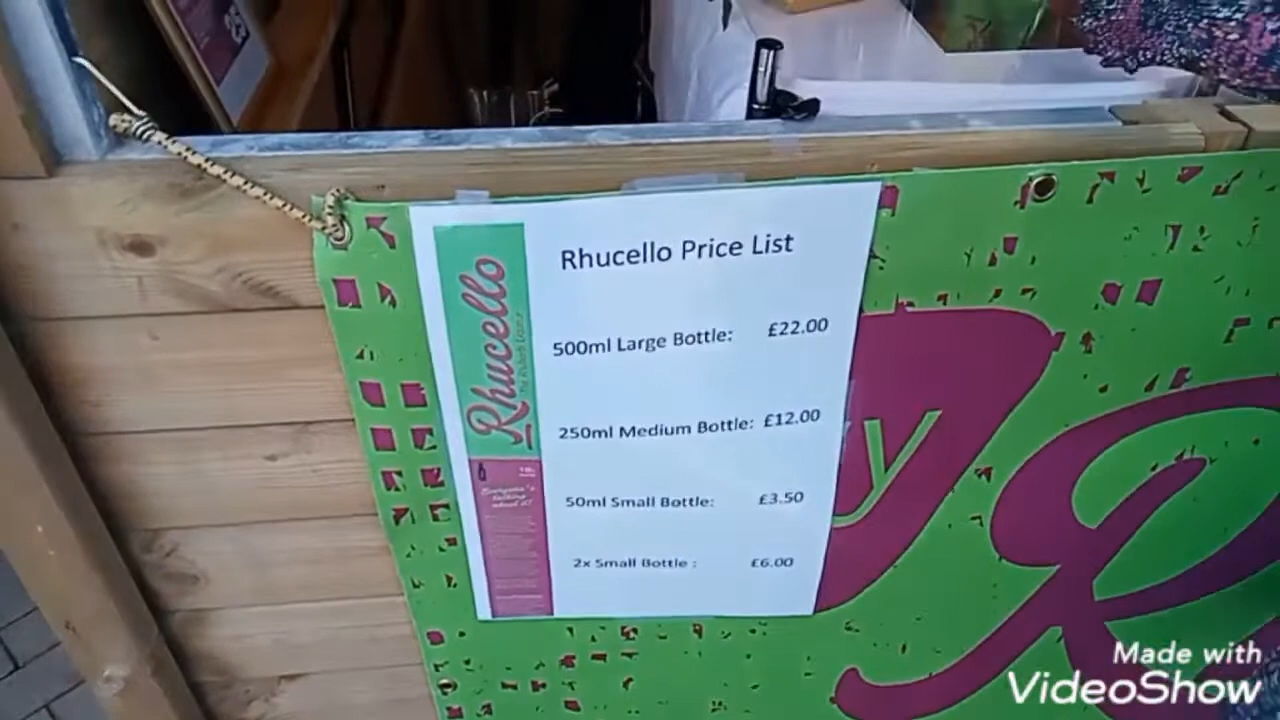 Rhucello Price List
Rhucello
500ml Large Bottle: £22.00
250ml Medium Bottle: £12.00
50ml Small Bottle: £3.50
2x Small Bottle : £6.00
y
Made with
VideoShow